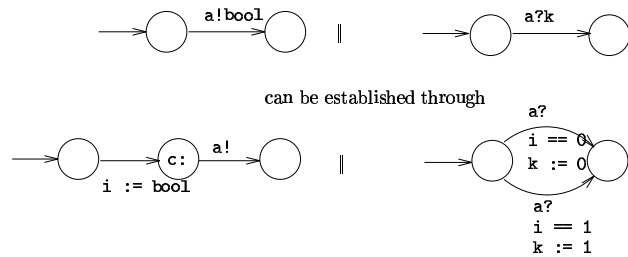 a!bool
||
a?k
can be established through
c:
a!
i := bool
||
a?
i == 0
k := 0
a?
i == 1
k := 1